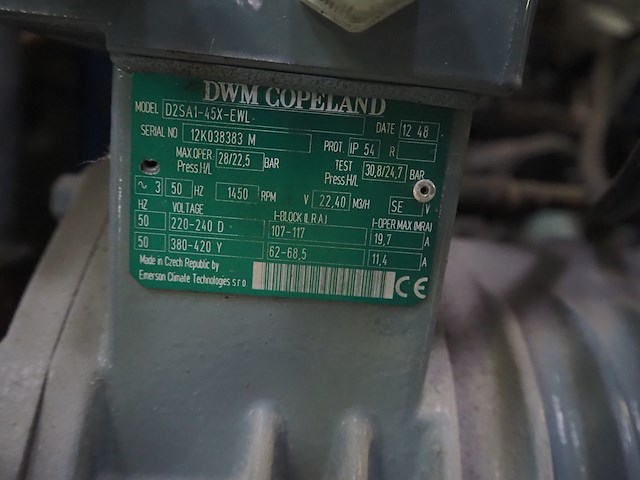 DWM COPELAND
MODEL D2SA1-45X-EWL DATE 12 48
SERIAL NO 12K038383 M PROT. IP 54 R
MAX.OPER. Press.H/L 28/22,5 BAR TEST Press.H/L 30,8/24,7 BAR
~ 3 50 HZ 1450 RPM V 22,40 M3/H SE V
HZ VOLTAGE I-BLOCK (LRA) I-OPER MAX (MRA)
50 220-240 D 107-117 19,7 A
50 380-420 Y 62-68,5 11,4 A
Made in Czech Republic by
Emerson Climate Technologies s.r.o CE